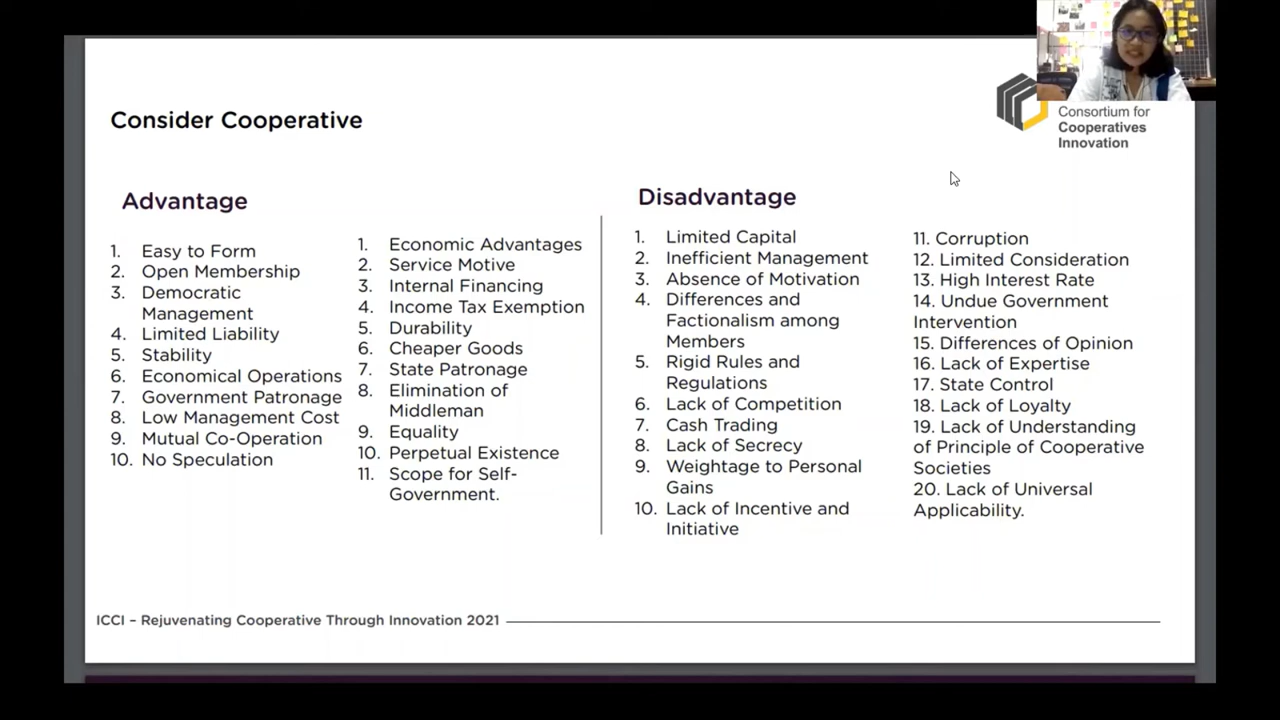 Consider Cooperative
Consortium for
Cooperatives
Innovation
Advantage
1. Easy to Form
2. Open Membership
3. Democratic
Management
4. Limited Liability
5. Stability
6. Economical Operations
7. Government Patronage
8. Low Management Cost
9. Mutual Co-Operation
10. No Speculation
1. Economic Advantages
2. Service Motive
3. Internal Financing
4. Income Tax Exemption
5. Durability
6. Cheaper Goods
7. State Patronage
8. Elimination of
Middleman
9. Equality
10. Perpetual Existence
11. Scope for Self-
Government.
Disadvantage
1. Limited Capital
2. Inefficient Management
3. Absence of Motivation
4. Differences and
Factionalism among
Members
5. Rigid Rules and
Regulations
6. Lack of Competition
7. Cash Trading
8. Lack of Secrecy
9. Weightage to Personal
Gains
10. Lack of Incentive and
Initiative
11. Corruption
12. Limited Consideration
13. High Interest Rate
14. Undue Government
Intervention
15. Differences of Opinion
16. Lack of Expertise
17. State Control
18. Lack of Loyalty
19. Lack of Understanding
of Principle of Cooperative
Societies
20. Lack of Universal
Applicability.
ICCI – Rejuvenating Cooperative Through Innovation 2021